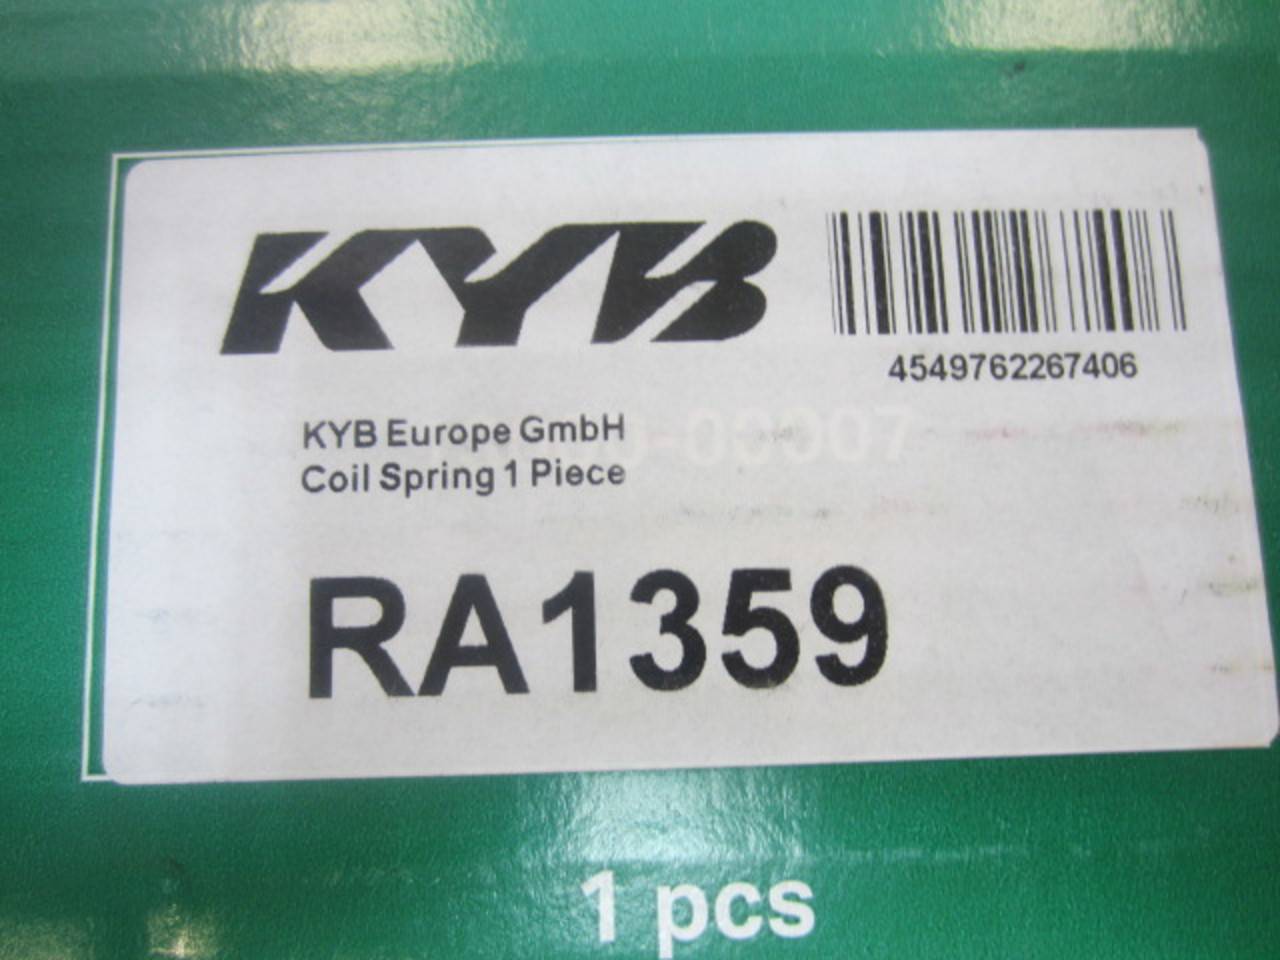 KYB
4549762267406
KYB Europe GmbH
Coil Spring 1 Piece
RA1359
1 pcs